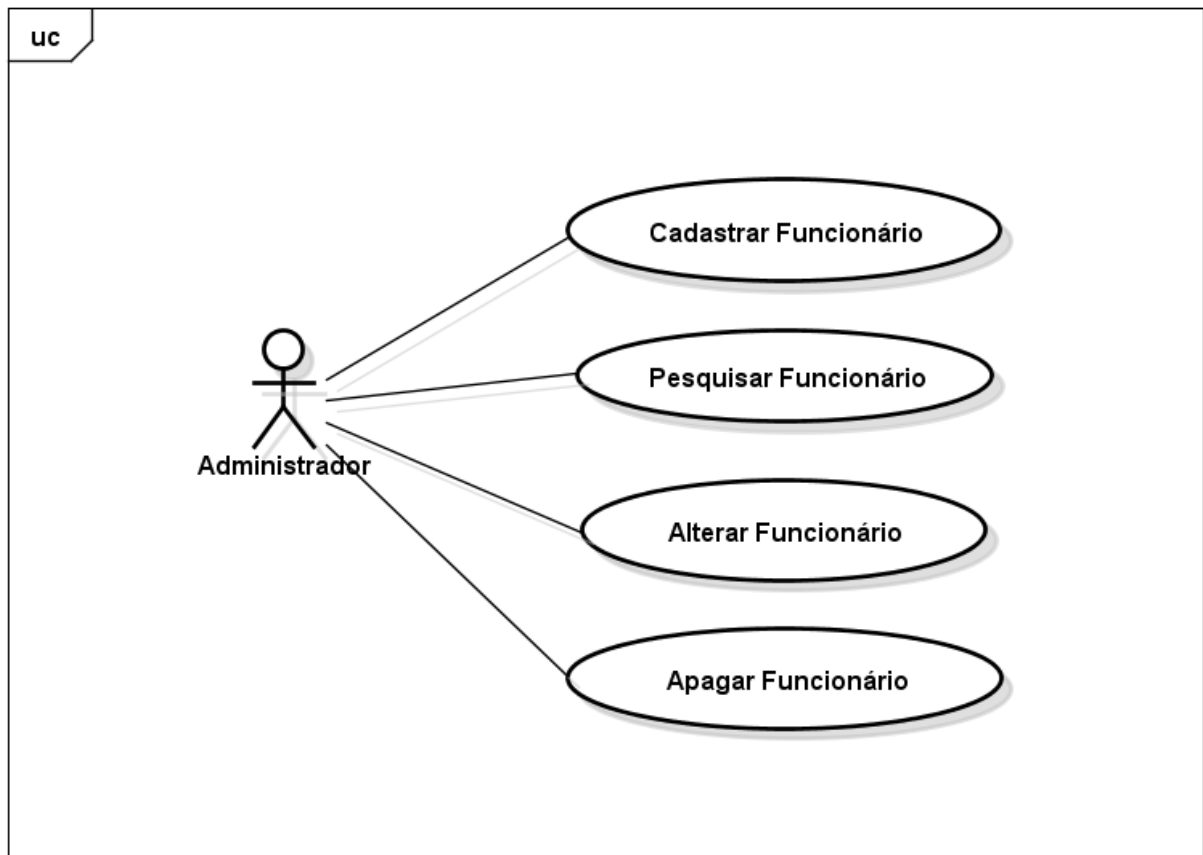 uc
Cadastrar Funcionário
Pesquisar Funcionário
Administrador
Alterar Funcionário
Apagar Funcionário